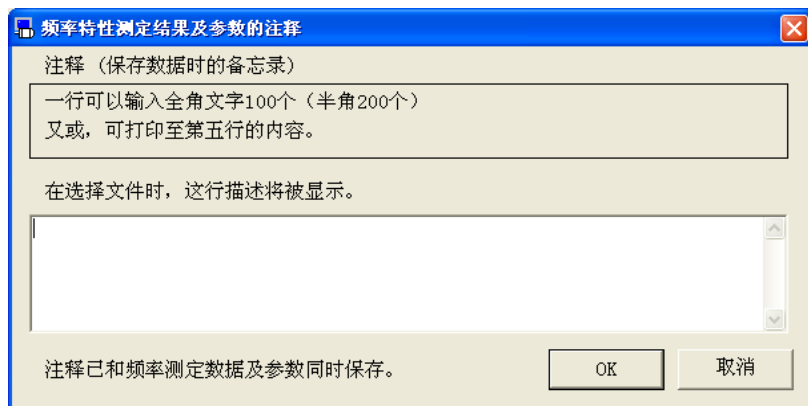 频率特性测定结果及参数的注释
注释 (保存数据时的备忘录)
一行可以输入全角文字100个（半角200个）
又或，可打印至第五行的内容。
在选择文件时，这行描述将被显示。
注释已和频率测定数据及参数同时保存。
OK
取消